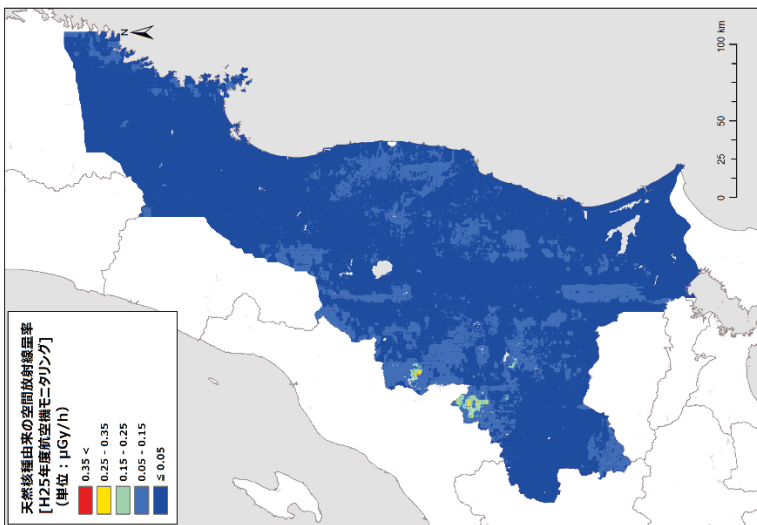 天然核種由来の空間放射線量率
[H25年度航空機モニタリング]
(単位：μGy/h)
0.35 <
0.25 - 0.35
0.15 - 0.25
0.05 - 0.15
≤ 0.05
N
0 25 50 100 km